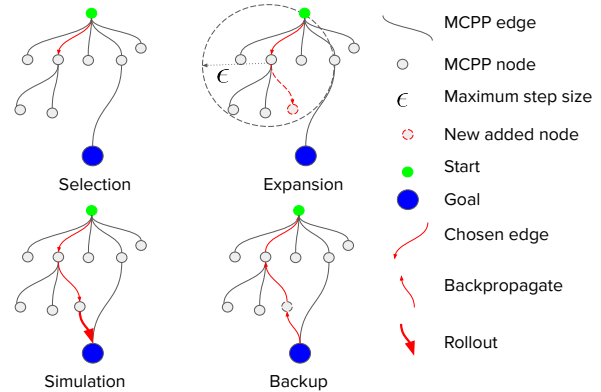 MCPP edge
MCPP node
ϵ Maximum step size
ϵ
New added node
Start
Selection
Expansion
Goal
Chosen edge
Backpropagate
Rollout
Simulation
Backup